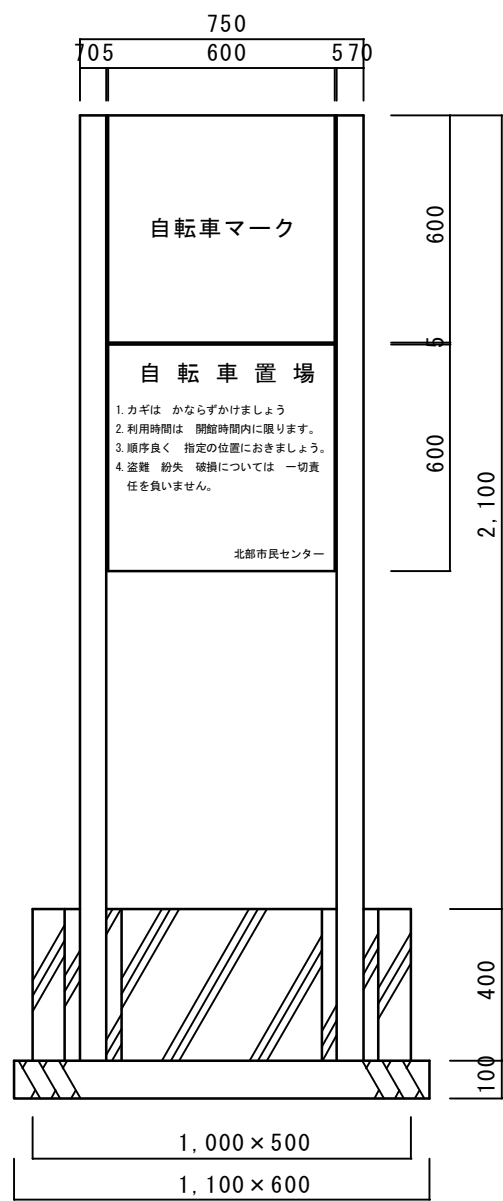 750
705 600 570
自転車マーク
600
5
自転車置場
1. カギは　かならずかけましょう
2. 利用時間は　開館時間内に限ります。
3. 順序良く　指定の位置におきましょう。
4. 盗難　紛失　破損については　一切責
任を負いません。
北部市民センター
600
2,100
400
100
1,000×500
1,100×600